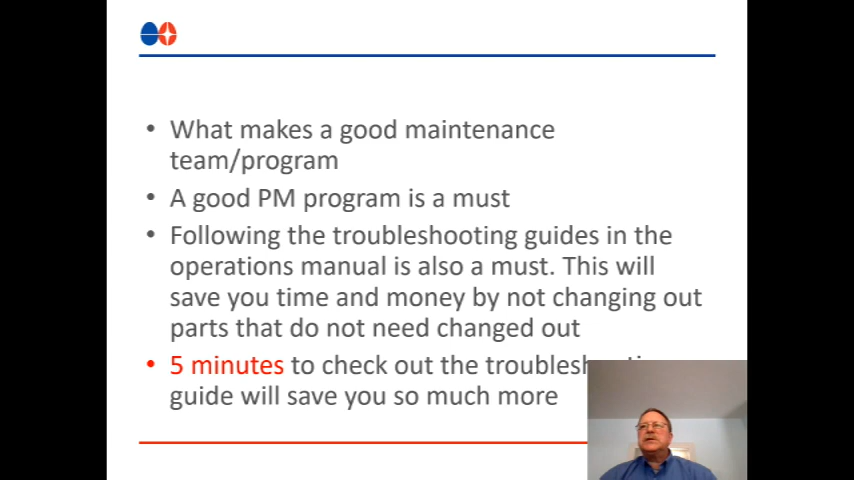 • What makes a good maintenance
team/program
• A good PM program is a must
• Following the troubleshooting guides in the
operations manual is also a must. This will
save you time and money by not changing out
parts that do not need changed out
• 5 minutes to check out the
guide will save you so much more